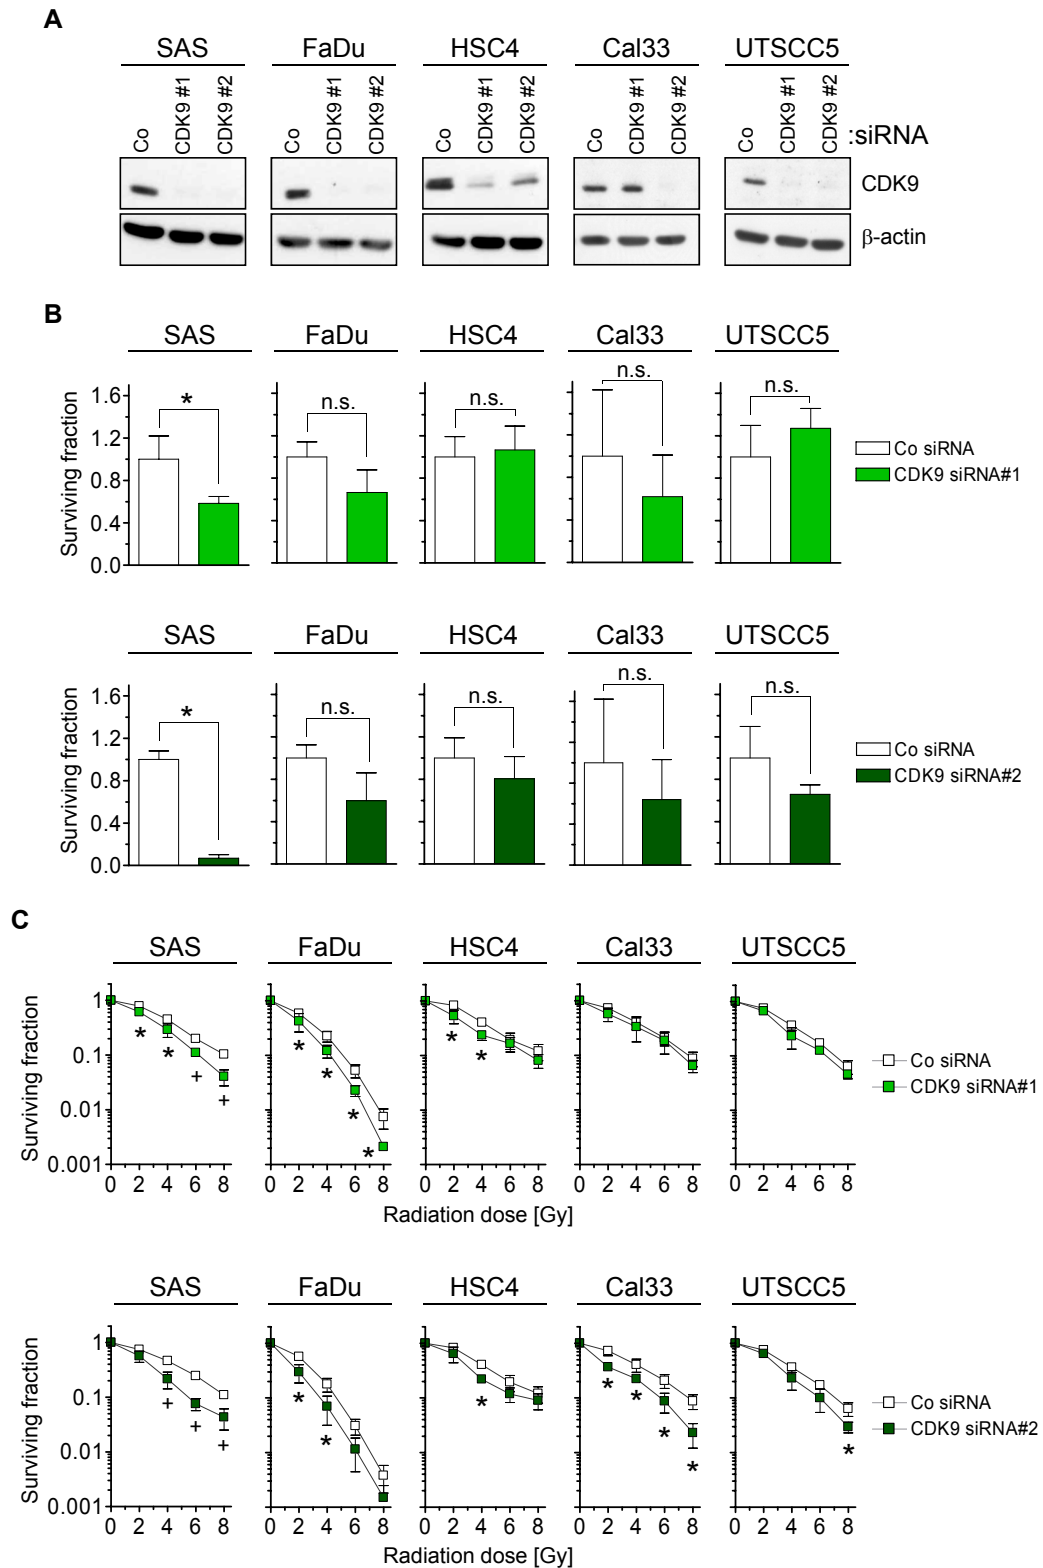 A
SAS FaDu HSC4 Cal33 UTSCC5
Co CDK9 #1 CDK9 #2 Co CDK9 #1 CDK9 #2 Co CDK9 #1 CDK9 #2 Co CDK9 #1 CDK9 #2 Co CDK9 #1 CDK9 #2 :siRNA
CDK9
β-actin
B
SAS FaDu HSC4 Cal33 UTSCC5
Surviving fraction
1.6
1.2
0.8
0.4
0.0
* n.s. n.s. n.s. n.s.
Co siRNA
CDK9 siRNA#1
SAS FaDu HSC4 Cal33 UTSCC5
Surviving fraction
1.6
1.2
0.8
0.4
0.0
* n.s. n.s. n.s. n.s.
Co siRNA
CDK9 siRNA#2
C
SAS FaDu HSC4 Cal33 UTSCC5
Surviving fraction
1
0.1
0.01
0.001
* * + +
* * * *
* *
Co siRNA
CDK9 siRNA#1
0 2 4 6 8 0 2 4 6 8 0 2 4 6 8 0 2 4 6 8 0 2 4 6 8
Radiation dose [Gy]
SAS FaDu HSC4 Cal33 UTSCC5
Surviving fraction
1
0.1
0.01
0.001
+ + +
* *
*
* * * *
*
Co siRNA
CDK9 siRNA#2
0 2 4 6 8 0 2 4 6 8 0 2 4 6 8 0 2 4 6 8 0 2 4 6 8
Radiation dose [Gy]